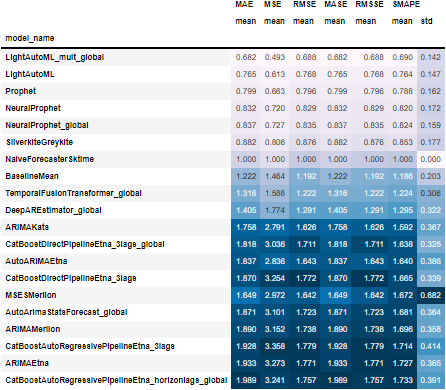 MAE MSE RMSE MASE RMSSE SMAPE
mean mean mean mean mean mean std
model_name
LightAutoML_mult_global 0.682 0.493 0.688 0.682 0.688 0.690 0.142
LightAutoML 0.765 0.613 0.768 0.765 0.768 0.764 0.147
Prophet 0.799 0.663 0.796 0.799 0.796 0.788 0.162
NeuralProphet 0.832 0.720 0.829 0.832 0.829 0.820 0.172
NeuralProphet_global 0.837 0.727 0.835 0.837 0.835 0.824 0.159
SilverkiteGreykite 0.882 0.806 0.876 0.882 0.876 0.853 0.177
NaiveForecasterSktime 1.000 1.000 1.000 1.000 1.000 1.000 0.000
BaselineMean 1.222 1.464 1.192 1.222 1.192 1.186 0.203
TemporalFusionTransformer_global 1.316 1.588 1.222 1.316 1.222 1.224 0.306
DeepAREstimator_global 1.405 1.774 1.291 1.405 1.291 1.295 0.322
ARIMAKats 1.758 2.791 1.626 1.758 1.626 1.592 0.367
CatBoostDirectPipelineEtna_3lags_global 1.818 3.036 1.711 1.818 1.711 1.638 0.325
AutoARIMAEtna 1.837 2.836 1.643 1.837 1.643 1.640 0.386
CatBoostDirectPipelineEtna_3lags 1.870 3.254 1.772 1.870 1.772 1.665 0.339
MSESMerlion 1.649 2.972 1.642 1.649 1.642 1.672 0.682
AutoArimaStatsForecast_global 1.871 3.101 1.723 1.871 1.723 1.681 0.364
ARIMAMerlion 1.890 3.152 1.738 1.890 1.738 1.696 0.358
CatBoostAutoRegressivePipelineEtna_3lags 1.928 3.358 1.779 1.928 1.779 1.714 0.414
ARIMAEtna 1.933 3.273 1.771 1.933 1.771 1.727 0.365
CatBoostAutoRegressivePipelineEtna_horizonlags_global 1.989 3.241 1.757 1.989 1.757 1.733 0.391